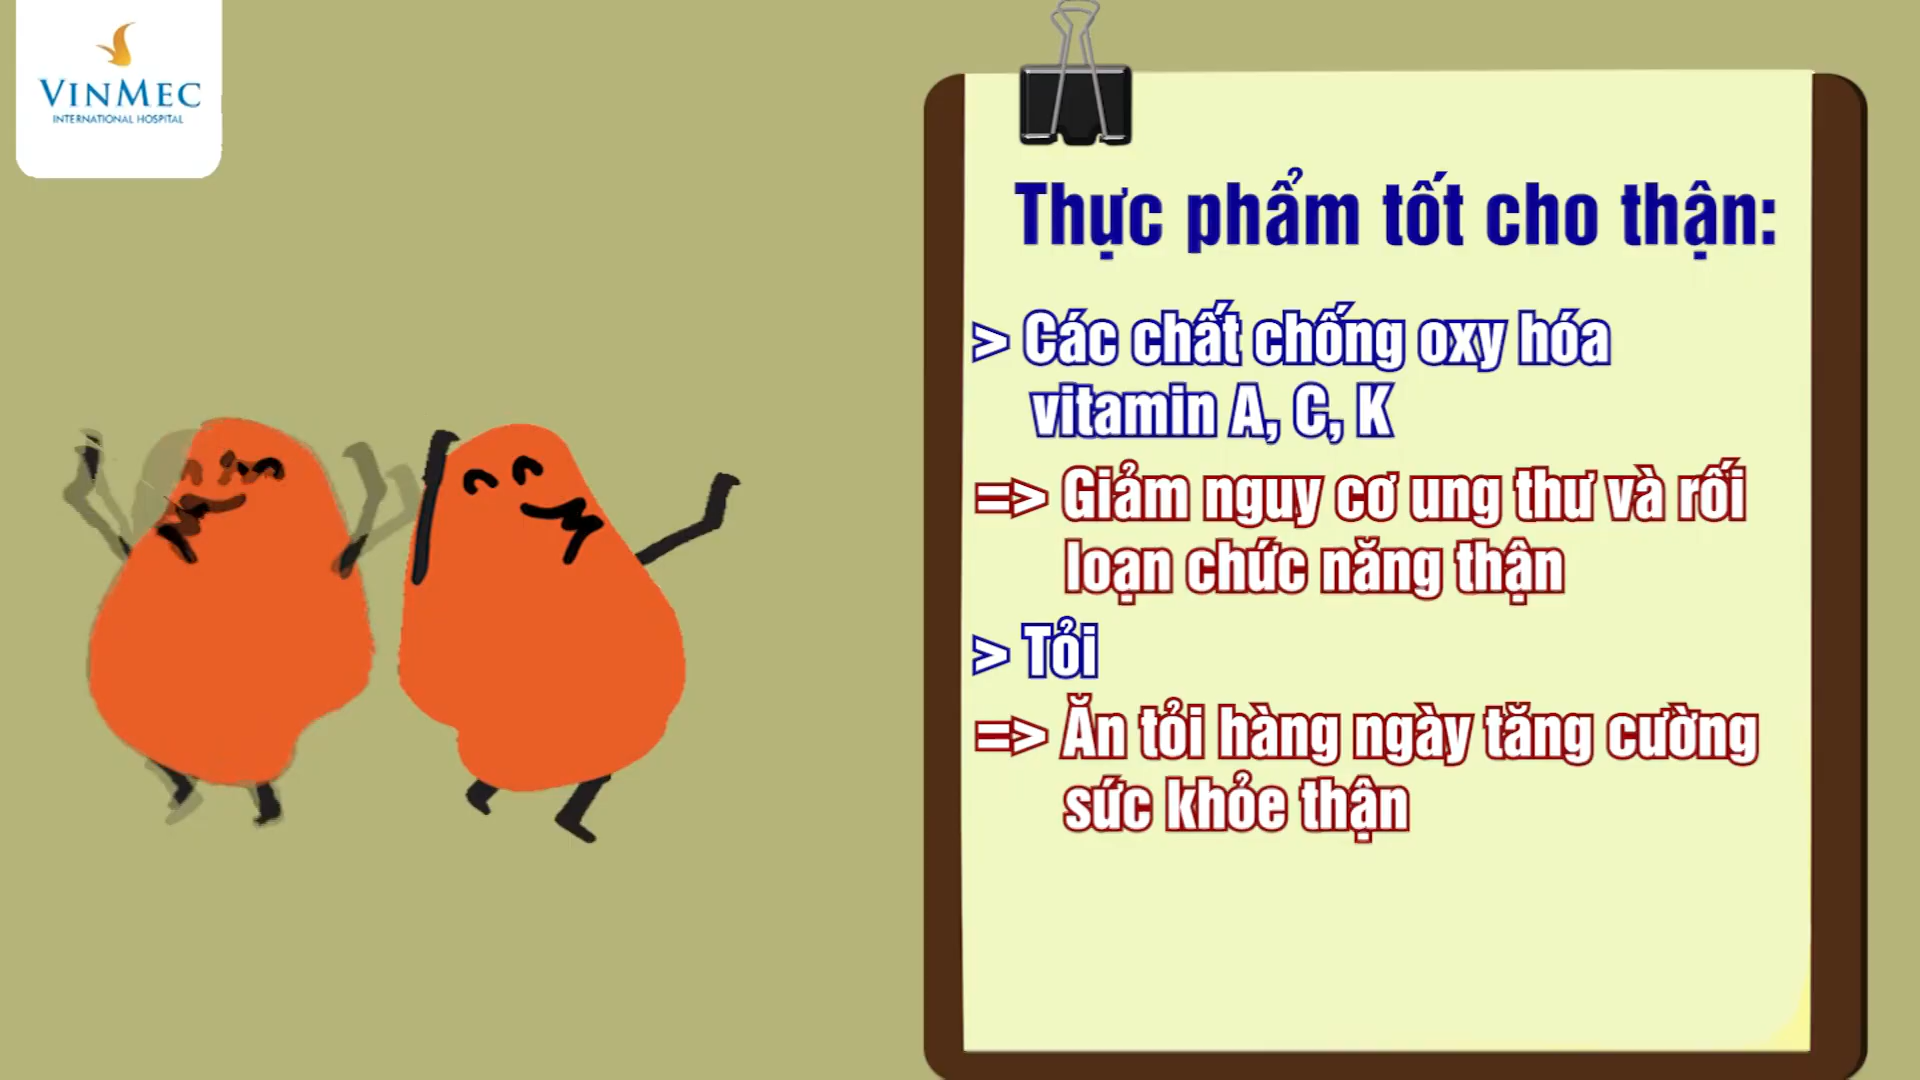 VINMEC
INTERNATIONAL HOSPITAL
Thực phẩm tốt cho thận:
> Các chất chống oxy hóa
vitamin A, C, K
=> Giảm nguy cơ ung thư và rối
loạn chức năng thận
> Tỏi
=> Ăn tỏi hàng ngày tăng cường
sức khỏe thận